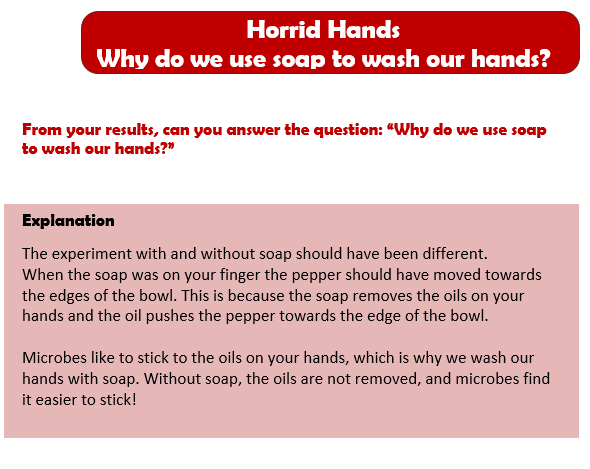 Horrid Hands
Why do we use soap to wash our hands?
From your results, can you answer the question: “Why do we use soap
to wash our hands?”
Explanation
The experiment with and without soap should have been different.
When the soap was on your finger the pepper should have moved towards
the edges of the bowl. This is because the soap removes the oils on your
hands and the oil pushes the pepper towards the edge of the bowl.
Microbes like to stick to the oils on your hands, which is why we wash our
hands with soap. Without soap, the oils are not removed, and microbes find
it easier to stick!